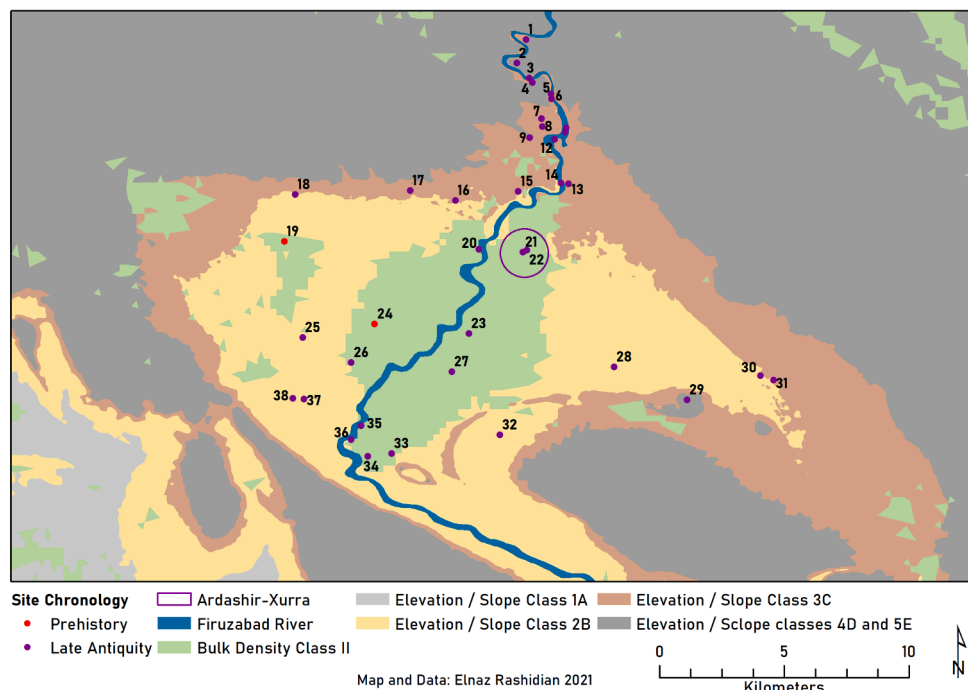 1
2
3
4
5
6
7
8
9
12
14
13
15
16
17
18
19
20
21
22
23
24
25
26
27
28
29
30
31
32
33
34
35
36
37
38
Site Chronology
Prehistory
Late Antiquity
Ardashir-Xurra
Firuzabad River
Bulk Density Class II
Elevation / Slope Class 1A
Elevation / Slope Class 2B
Elevation / Slope Class 3C
Elevation / Sclope classes 4D and 5E
0 5 10
Kilometers
N
Map and Data: Elnaz Rashidian 2021